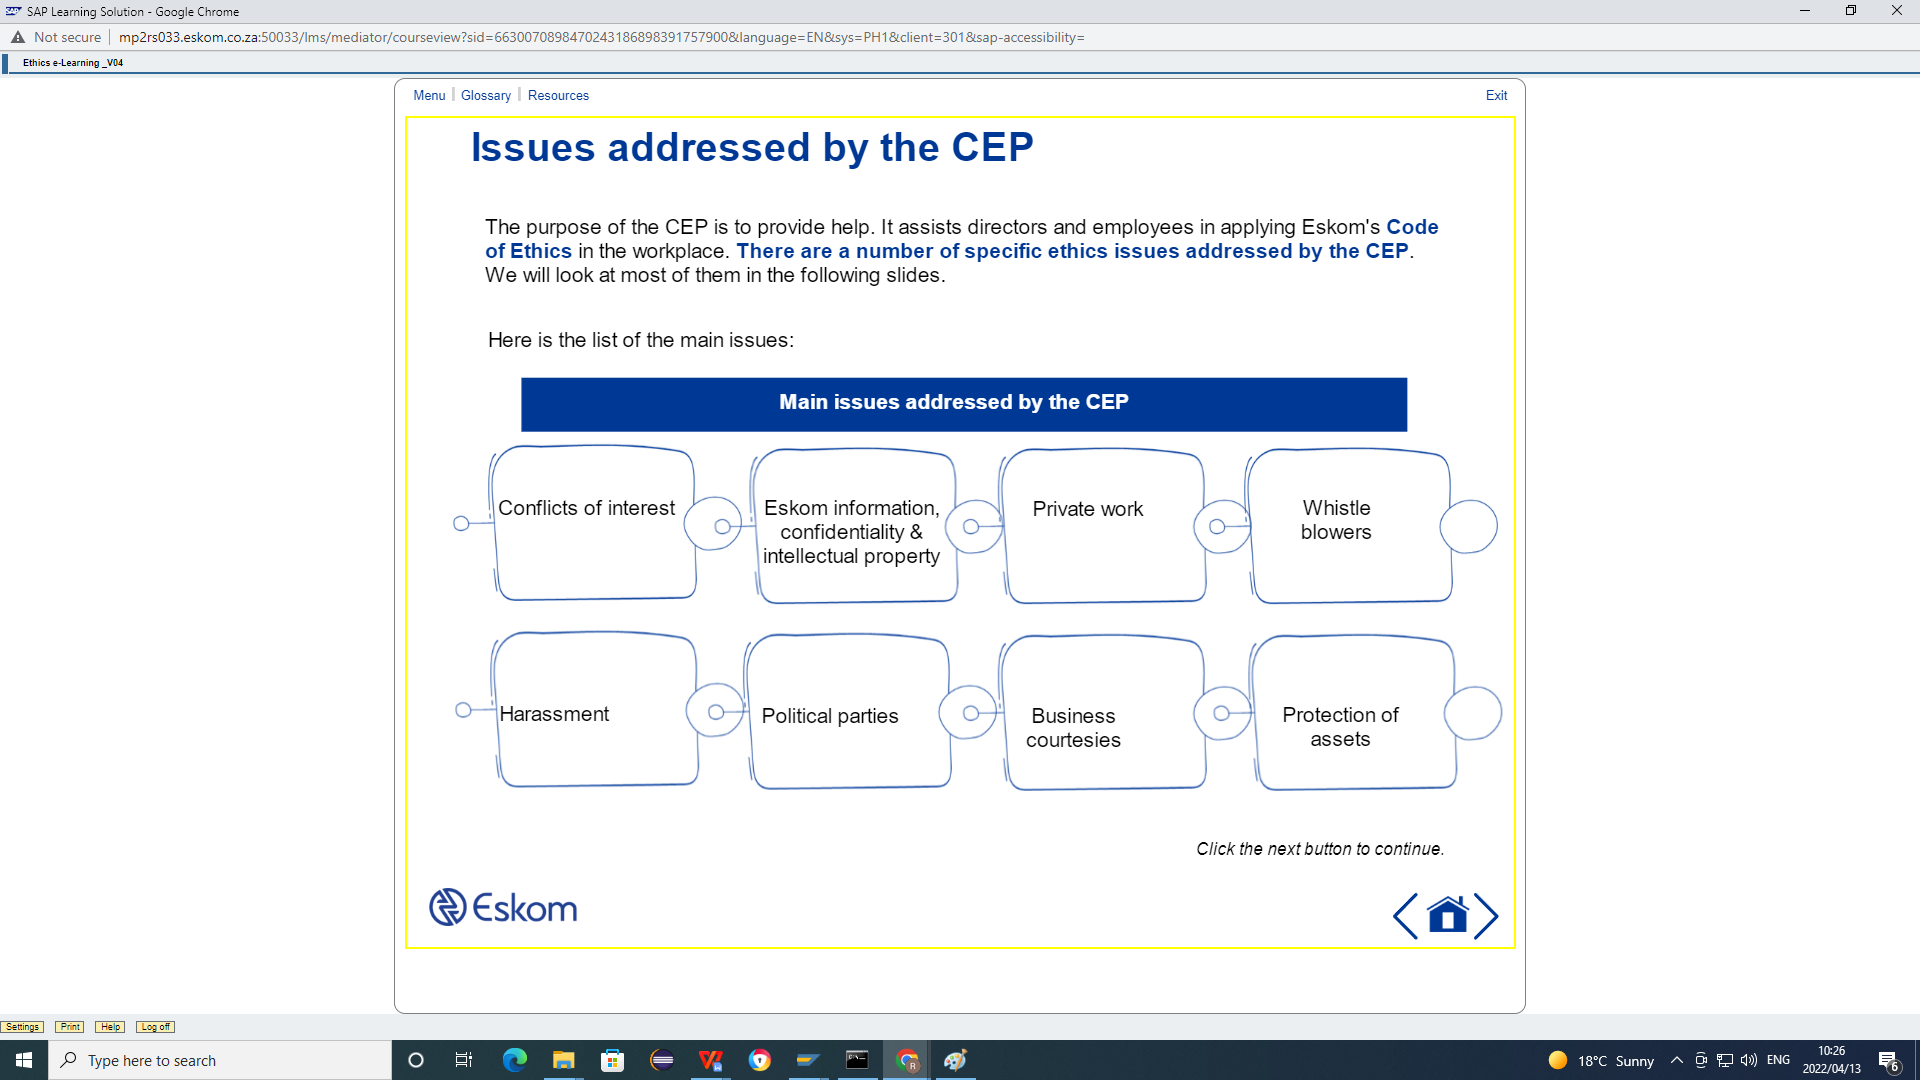 SAP Learning Solution - Google Chrome
Not secure mp2rs033.eskom.co.za:50033/lms/mediator/courseview?sid=6630070898470243186898391757900&language=EN&sys=PH1&client=301&sap-accessibility=
Ethics e-Learning _V04
Menu Glossary Resources Exit
Issues addressed by the CEP
The purpose of the CEP is to provide help. It assists directors and employees in applying Eskom's Code
of Ethics in the workplace. There are a number of specific ethics issues addressed by the CEP.
We will look at most of them in the following slides.
Here is the list of the main issues:
Main issues addressed by the CEP
Conflicts of interest
Eskom information,
confidentiality &
intellectual property
Private work
Whistle
blowers
Harassment
Political parties
Business
courtesies
Protection of
assets
Click the next button to continue.
Eskom
Settings Print Help Log off
Type here to search
18°C Sunny
ENG
10:26
2022/04/13
6